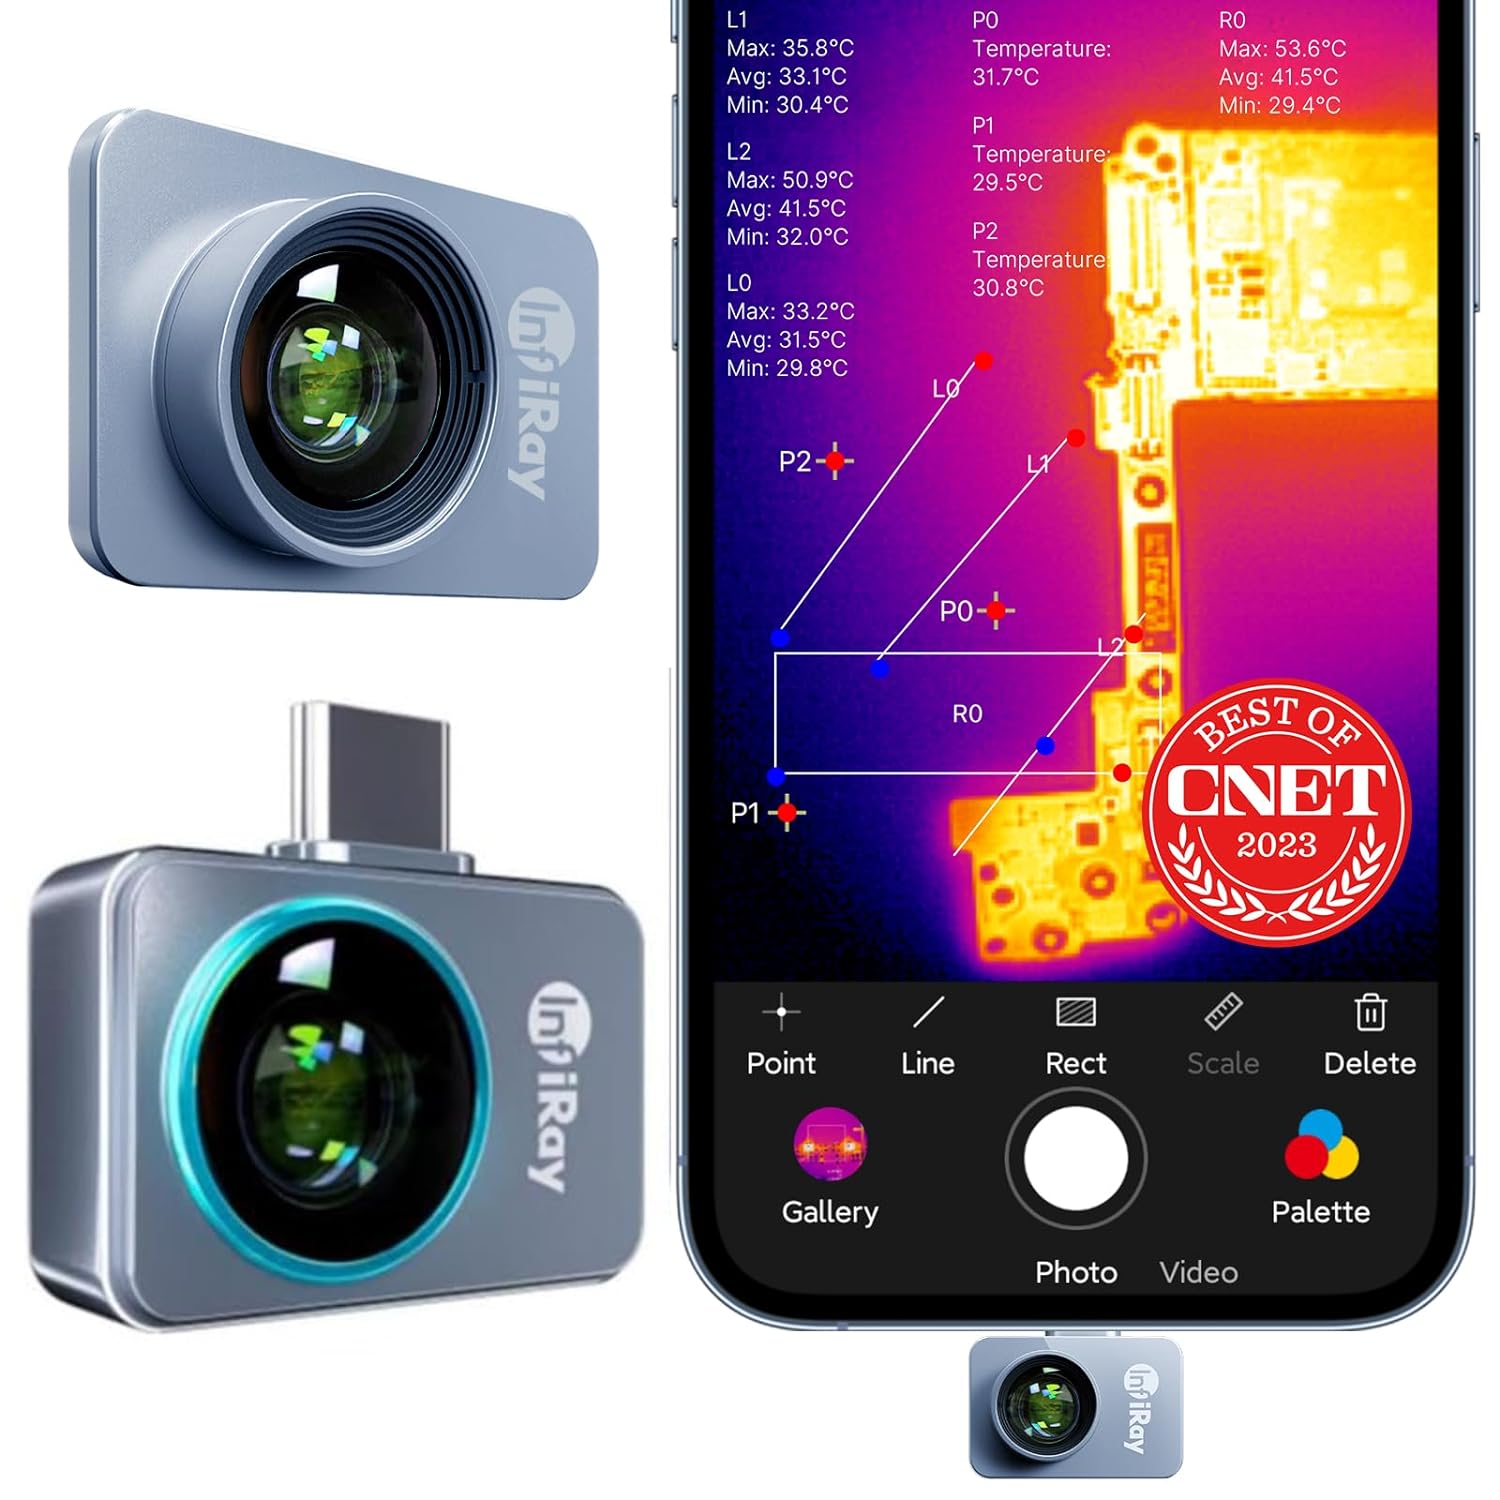 InfiRay
InfiRay
L1
Max: 35.8°C
Avg: 33.1°C
Min: 30.4°C
L2
Max: 50.9°C
Avg: 41.5°C
Min: 32.0°C
L0
Max: 33.2°C
Avg: 31.5°C
Min: 29.8°C
P0
Temperature:
31.7°C
P1
Temperature:
29.5°C
P2
Temperature:
30.8°C
R0
Max: 53.6°C
Avg: 41.5°C
Min: 29.4°C
L0
P2
L1
P0
L2
R0
P1
BEST OF
CNET
2023
Point
Line
Rect
Scale
Delete
Gallery
Palette
Photo
Video
InfiRay